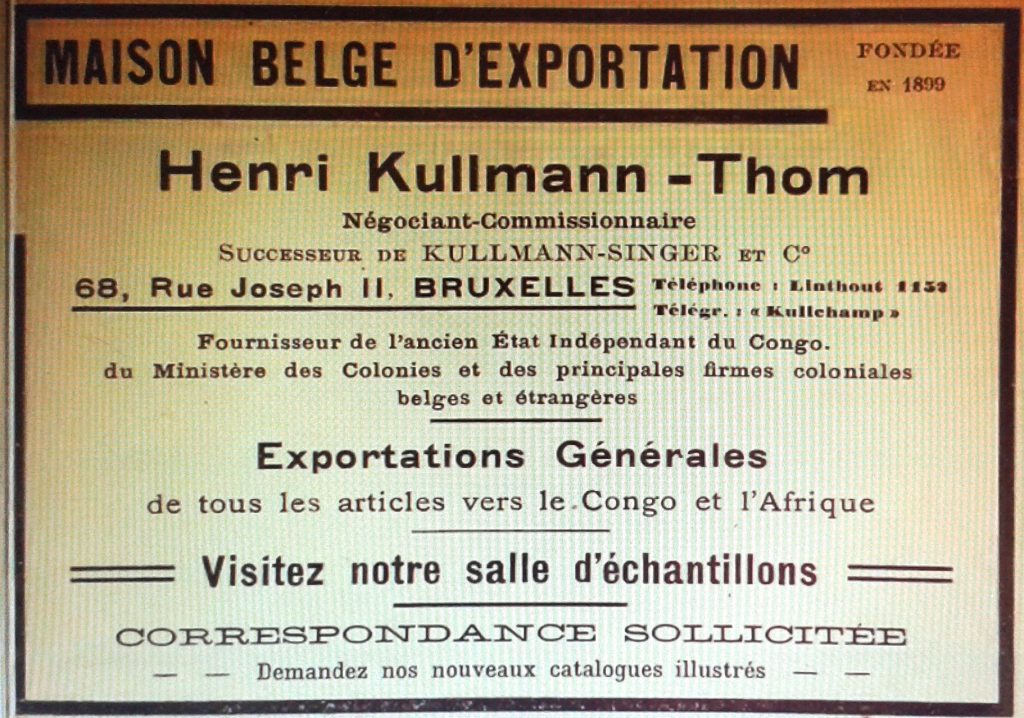 MAISON BELGE D'EXPORTATION
FONDÉE
EN 1899
Henri Kullmann-Thom
Négociant-Commissionnaire
SUCCESSEUR DE KULLMANN-SINGER ET Cº
68, Rue Joseph II, BRUXELLES
Téléphone : Linthout 1152
Télégr. : « Kullchamp »
Fournisseur de l'ancien État Indépendant du Congo.
du Ministère des Colonies et des principales firmes coloniales
belges et étrangères
Exportations Générales
de tous les articles vers le Congo et l'Afrique
Visitez notre salle d'échantillons
CORRESPONDANCE SOLLICITÉE
— — Demandez nos nouveaux catalogues illustrés — —